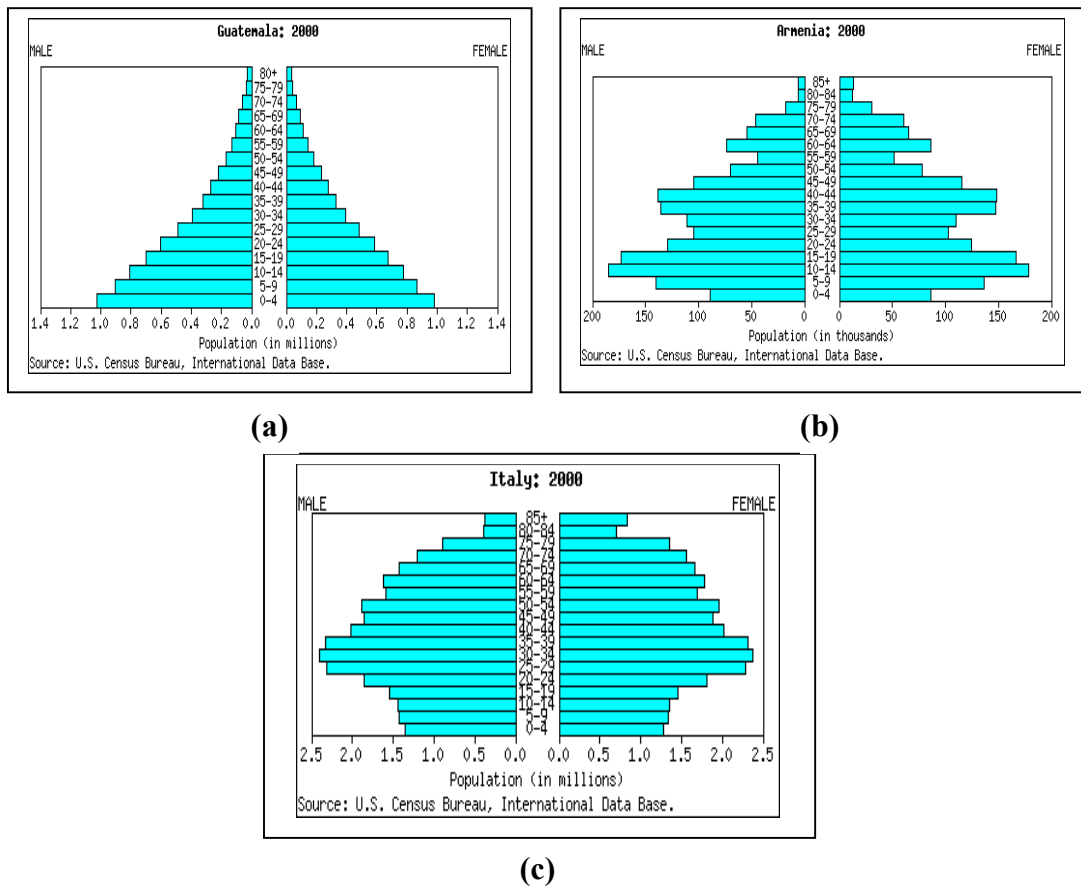 Guatemala: 2000
MALE FEMALE
80+
75-79
70-74
65-69
60-64
55-59
50-54
45-49
40-44
35-39
30-34
25-29
20-24
15-19
10-14
5-9
0-4
1.4 1.2 1.0 0.8 0.6 0.4 0.2 0.0 0.0 0.2 0.4 0.6 0.8 1.0 1.2 1.4
Population (in millions)
Source: U.S. Census Bureau, International Data Base.
(a)
Armenia: 2000
MALE FEMALE
85+
80-84
75-79
70-74
65-69
60-64
55-59
50-54
45-49
40-44
35-39
30-34
25-29
20-24
15-19
10-14
5-9
0-4
200 150 100 50 0 0 50 100 150 200
Population (in thousands)
Source: U.S. Census Bureau, International Data Base.
(b)
Italy: 2000
MALE FEMALE
85+
80-84
75-79
70-74
65-69
60-64
55-59
50-54
45-49
40-44
35-39
30-34
25-29
20-24
15-19
10-14
5-9
0-4
2.5 2.0 1.5 1.0 0.5 0.0 0.0 0.5 1.0 1.5 2.0 2.5
Population (in millions)
Source: U.S. Census Bureau, International Data Base.
(c)